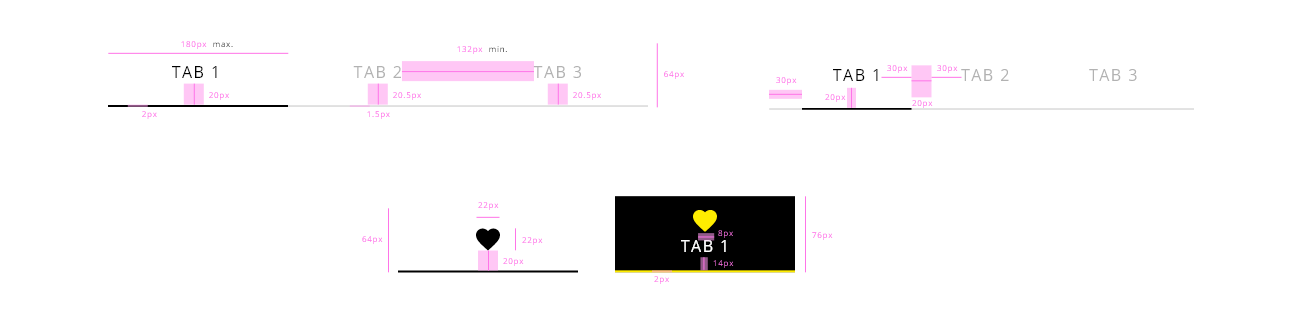 180px max.
132px min.
TAB 1 TAB 2 TAB 3
64px
20px 20.5px 20.5px
2px 1.5px
30px 30px
30px TAB 1 TAB 2 TAB 3
20px
20px
22px
64px 22px
20px
8px
TAB 1
76px
14px
2px